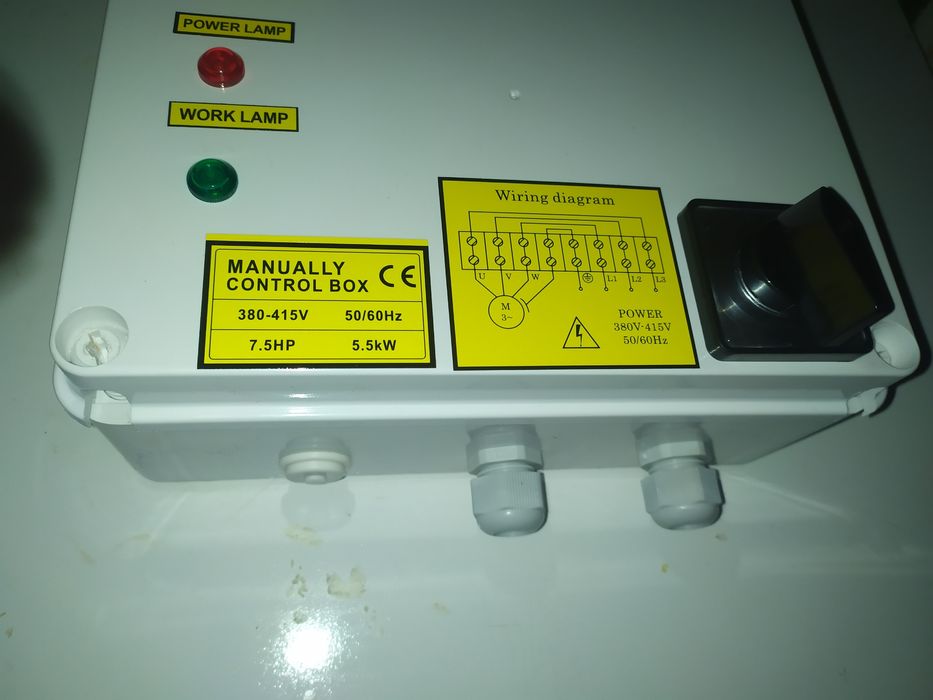 POWER LAMP
WORK LAMP
MANUALLY
CONTROL BOX CE
380-415V 50/60Hz
7.5HP 5.5kW
Wiring diagram
U V W L1 L2 L3
M
3~
POWER
380V-415V
50/60Hz